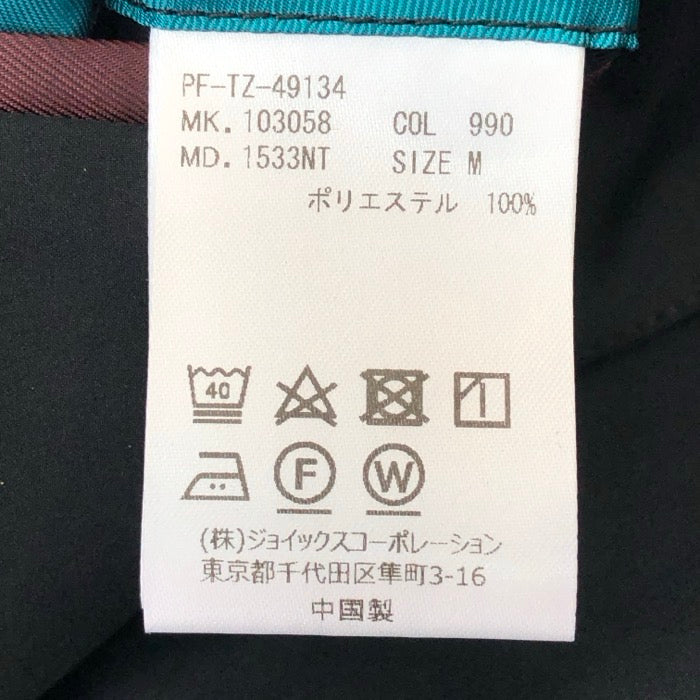 PF-TZ-49134
MK. 103058 COL 990
MD. 1533NT SIZE M
ポリエステル 100%
40
F W
(株)ジョイックスコーポレーション
東京都千代田区隼町3-16
中国製